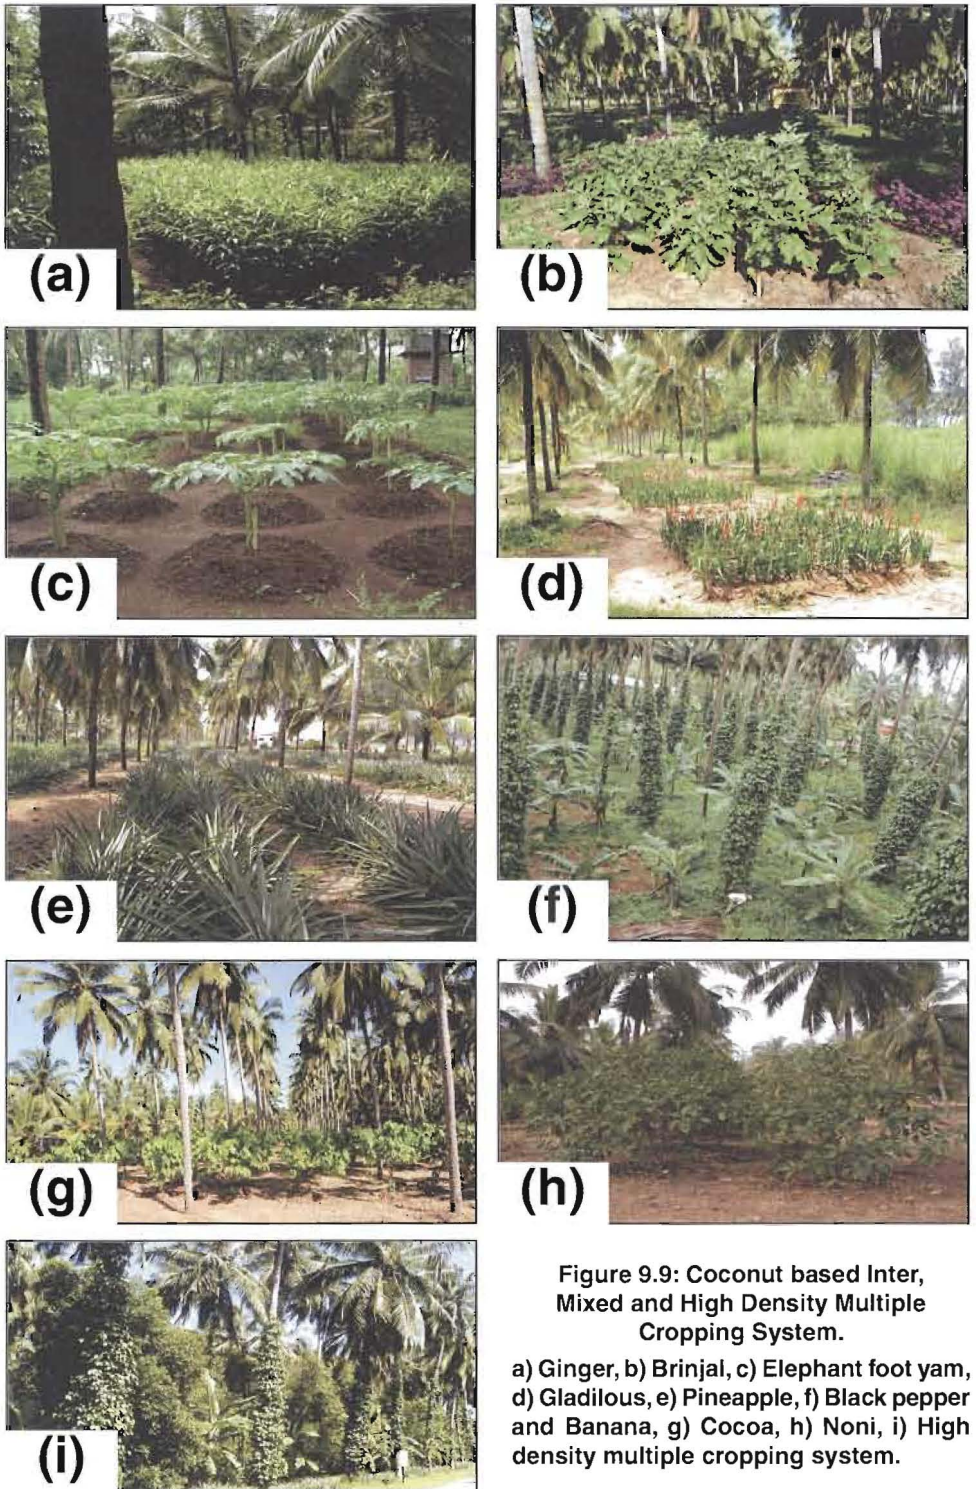 (a)
(b)
(c)
(d)
(e)
(f)
(g)
(h)
(i)
Figure 9.9: Coconut based Inter,
Mixed and High Density Multiple
Cropping System.
a) Ginger, b) Brinjal, c) Elephant foot yam,
d) Gladilous, e) Pineapple, f) Black pepper
and Banana, g) Cocoa, h) Noni, i) High
density multiple cropping system.